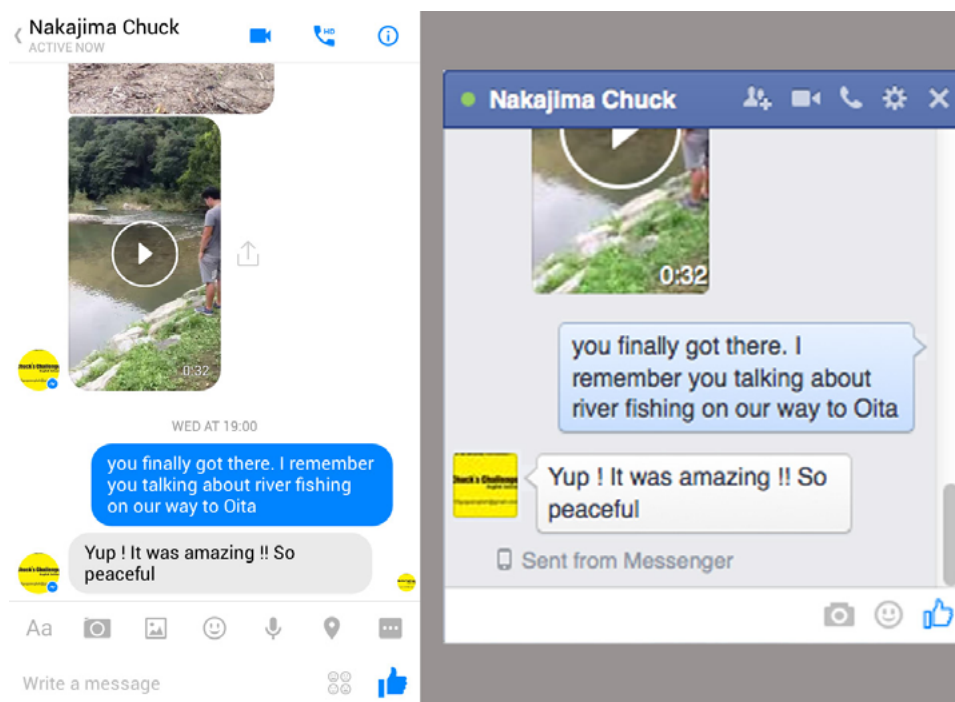 Nakajima Chuck
ACTIVE NOW
HD
0:32
WED AT 19:00
you finally got there. I remember
you talking about river fishing
on our way to Oita
Yup ! It was amazing !! So
peaceful
Aa
Write a message
Nakajima Chuck
0:32
you finally got there. I
remember you talking about
river fishing on our way to Oita
Chuck's Challenge
Yup ! It was amazing !! So
peaceful
Sent from Messenger